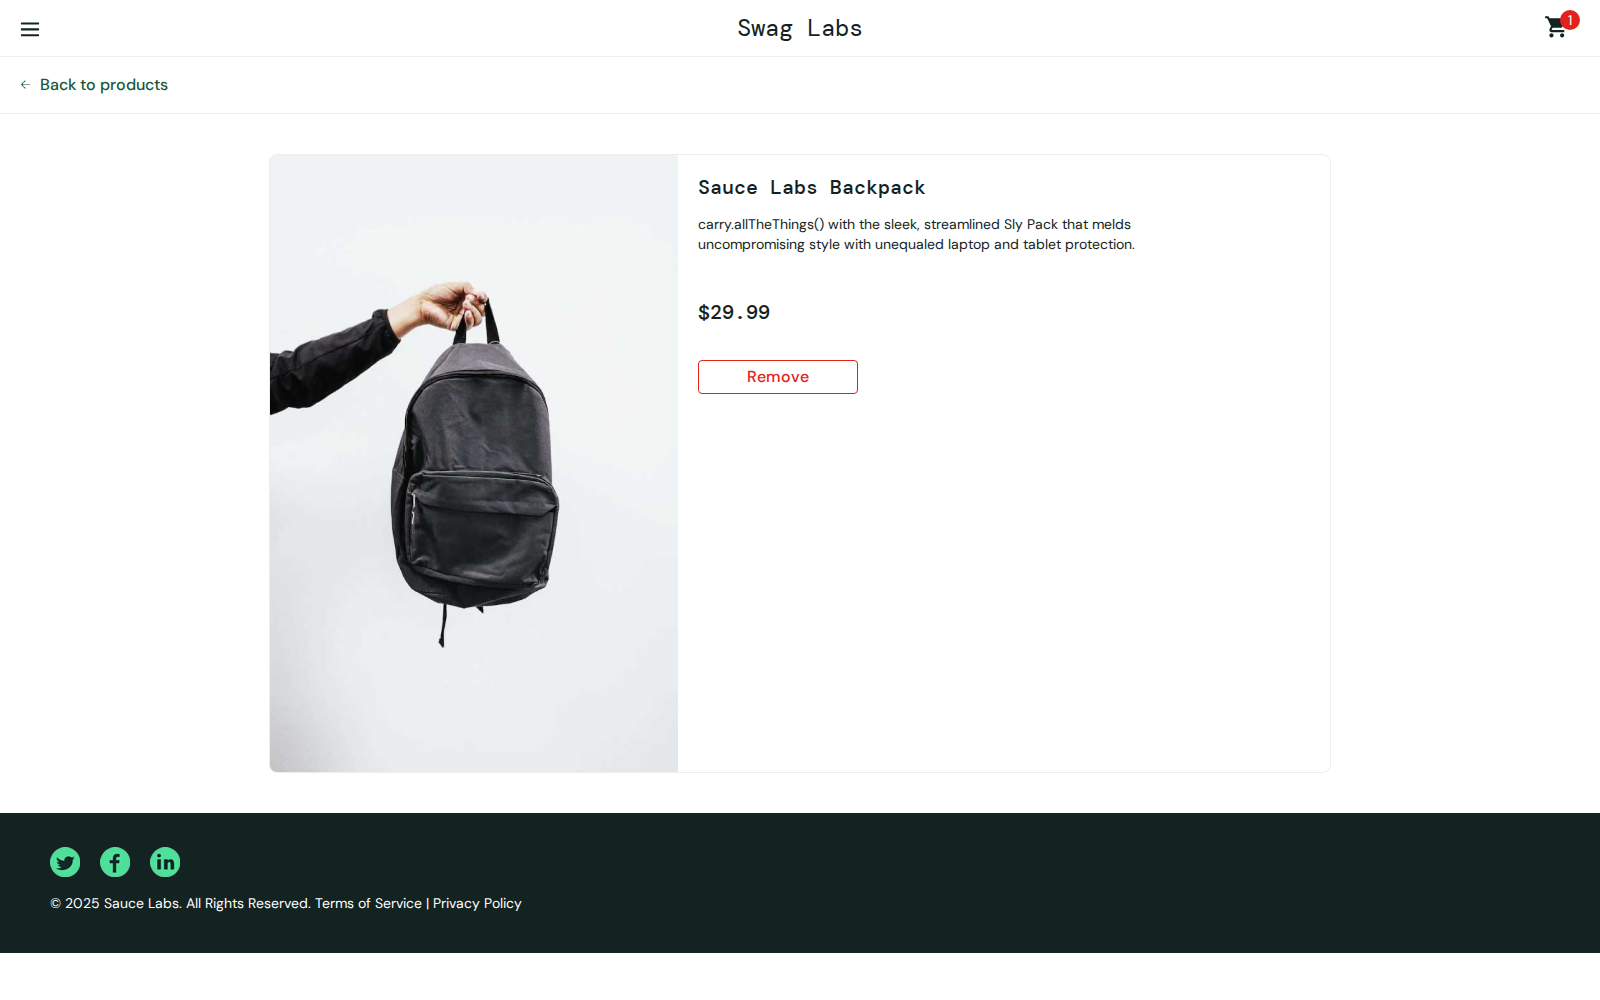 Swag Labs
1
Back to products
Sauce Labs Backpack
carry.allTheThings() with the sleek, streamlined Sly Pack that melds
uncompromising style with unequaled laptop and tablet protection.
$29.99
Remove
© 2025 Sauce Labs. All Rights Reserved. Terms of Service | Privacy Policy